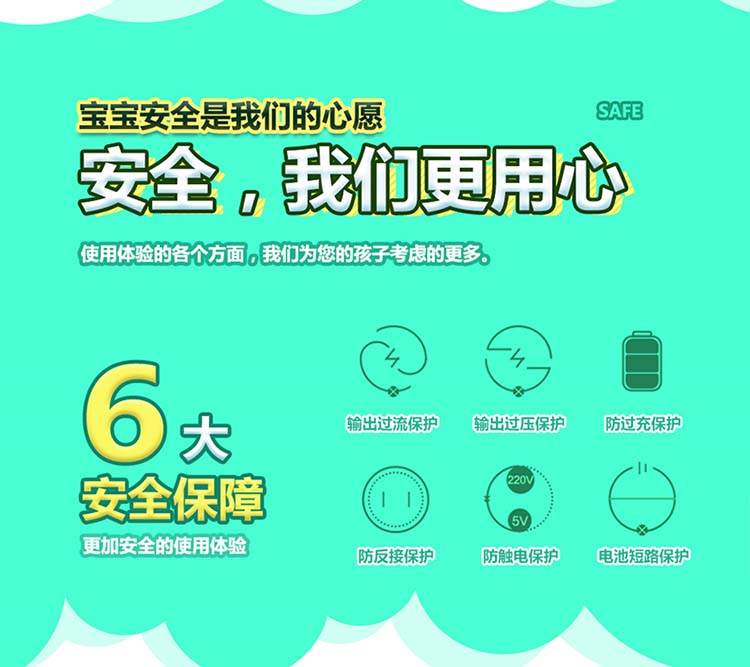 宝宝安全是我们的心愿
SAFE
安全，我们更用心
使用体验的各个方面，我们为您的孩子考虑的更多。
6大
安全保障
更加安全的使用体验
输出过流保护
输出过压保护
防过充保护
220V
5V
防反接保护
防触电保护
电池短路保护